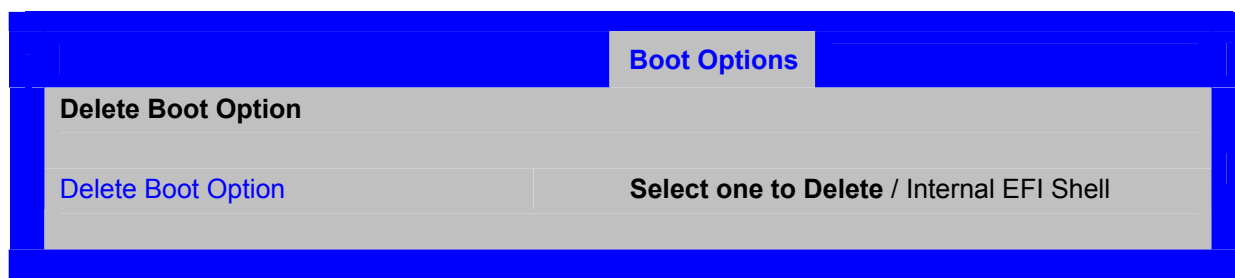 Boot Options
Delete Boot Option
Delete Boot Option Select one to Delete / Internal EFI Shell